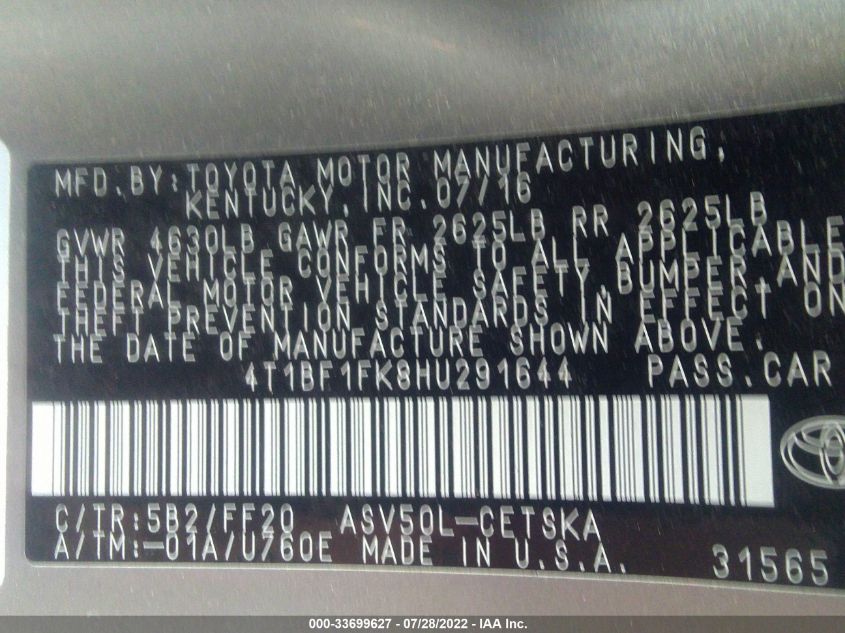 MFD.BY:TOYOTA MOTOR MANUFACTURING,
KENTUCKY,INC.07/16
GVWR 4630LB GAWR FR 2625LB RR 2625LB
THIS VEHICLE CONFORMS TO ALL APPLICABLE
FEDERAL MOTOR VEHICLE SAFETY,BUMPER,AND
THEFT PREVENTION STANDARDS IN EFFECT ON
THE DATE OF MANUFACTURE SHOWN ABOVE.
4T1BF1FK8HU291644 PASS.CAR
C/TR:5B2/FF20 ASV50L-CETSKA
A/TM:-01A/U760E MADE IN U.S.A. 31565
000-33699627 - 07/28/2022 - IAA Inc.